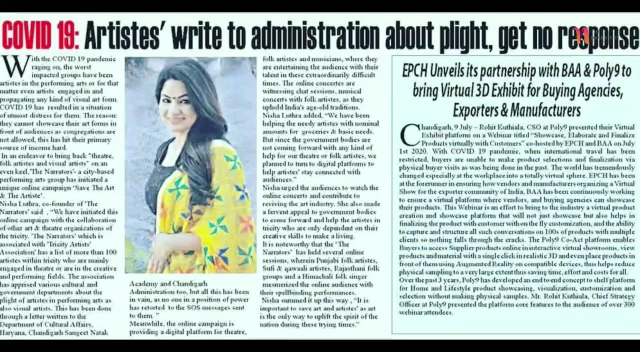 COVID 19: Artistes' write to administration about plight, get no response
With the COVID 19 pandemic
raging on, the worst
impacted groups have been
artistes in the performing arts or for that
matter even artists engaged in and
propagating any kind of visual art form.
COVID 19 has resulted in a situation
of utmost distress for them. The reason
they cannot showcase their art forms in
front of audiences as congregations are
not allowed, this has hit their primary
source of income hard.
In an endeavor to bring back "theatre,
folk artistes and visual artists" on an
even keel, The Narrators' a city-based
performing arts group has initiated a
unique online campaign 'Save The Art
& The Artiste'.
Nisha Luthra, co-founder of 'The
Narrators' said, "We have initiated this
online campaign with the collaboration
of other art & theatre organizations of
the tricity. 'The Narrators' which is
associated with 'Tricity Artists
Association' has a list of more than 100
artistes within tricity who are mainly
engaged in theatre or are in the creative
and performing fields. The association
has apprised various cultural and
government departments about the
plight of artistes in performing arts as
also visual artistes. This has been done
through a letter written to the
Department of Cultural Affairs,
Haryana, Chandigarh Sangeet Natak
Academy and Chandigarh
Administration too, but all this has been
in vain, as no one in a position of power
has retorted to the SOS messages sent
to them."
Meanwhile, the online campaign is
providing a digital platform for theatre,
folk artistes and musicians, where they
are entertaining the audience with their
talent in these extraordinarily difficult
times. The online concerts are
witnessing chat sessions, musical
concerts with folk artistes; as they
uphold India's age-old traditions.
Nisha Luthra added, "We have been
helping the needy artists with nominal
amounts for groceries & basic needs.
But since the government bodies are
not coming forward with any kind of
help for our theatre or folk artistes, we
planned to turn to digital platforms to
help artistes' stay connected with
audiences."
Nisha urged the audiences to watch the
online concerts and contribute to
reviving the art industry. She also made
a fervent appeal to government bodies
to come forward and help the artists in
tricity who are only dependent on their
creative skills to make a living.
It is noteworthy that the 'The
Narrators' has held several online
sessions, wherein Punjabi folk artists,
Sufi & qawaali artistes, Rajasthani folk
groups and a Himachali folk singer
mesmerized the online audience with
their spellbinding performances.
Nisha summed it up this way, "It is
important to save art and artists' as art
is the only way to uplift the spirit of the
nation during these trying times."
EPCH Unveils its partnership with BAA & Poly9 to
bring Virtual 3D Exhibit for Buying Agencies,
Exporters & Manufacturers
Chandigarh, 9 July – Rohit Kuthiala, CSO at Poly9 presented their Virtual
Exhibit platform on a Webinar titled "Showcase, Elaborate and Finalize
Products virtually with Customers" co-hosted by EPCH and BAA on July
1st 2020. With COVID 19 pandemic, when international travel has been
restricted, buyers are unable to make product selections and finalization with
physical buyer visits as was being done in the past. The world has tremendously
changed especially at the workplace into a totally virtual sphere. EPCH has been
at the forerunner in ensuring how vendors and manufacturers organizing a Virtual
Show for the exporter community of India. BAA has been continuously working
to ensure a virtual platform where vendors, and buying agencies can showcase
their products. This Webinar is an effort to bring to the industry a virtual product
creation and showcase platforms that will not just showcase but also helps in
finalizing the product with customer with on the fly customization, and the ability
to capture and structure all such conversations on 100s of products with multiple
clients so nothing falls through the cracks. The Poly9 Co-Act Platform enables
Buyers to access Supplier products online in interactive virtual showrooms, view
products and material with a single click in realistic 3D and even place products in
front of them using Augmented Reality on compatible devices, thus help reduce
physical sampling to a very large extent thus saving time, effort and costs for all.
Over the past 3 years, Poly9 has developed an end-to-end concept to shelf platform
for Home and Lifestyle product showcasing, visualization, customization and
selection without making physical samples. Mr. Rohit Kuthiala, Chief Strategy
Officer at Poly9 presented the platform core features to the audience of over 300
webinar attendees.